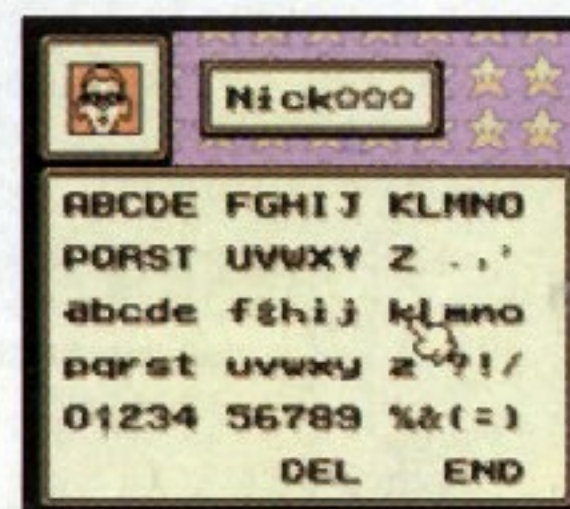 Nick✩✩✩
ABCDE FGHIJ KLMNO
PQRST UVWXY Z .,'
abcde fghij klmno
pqrst uvwxy z ?!/
01234 56789 %&(=)
DEL END